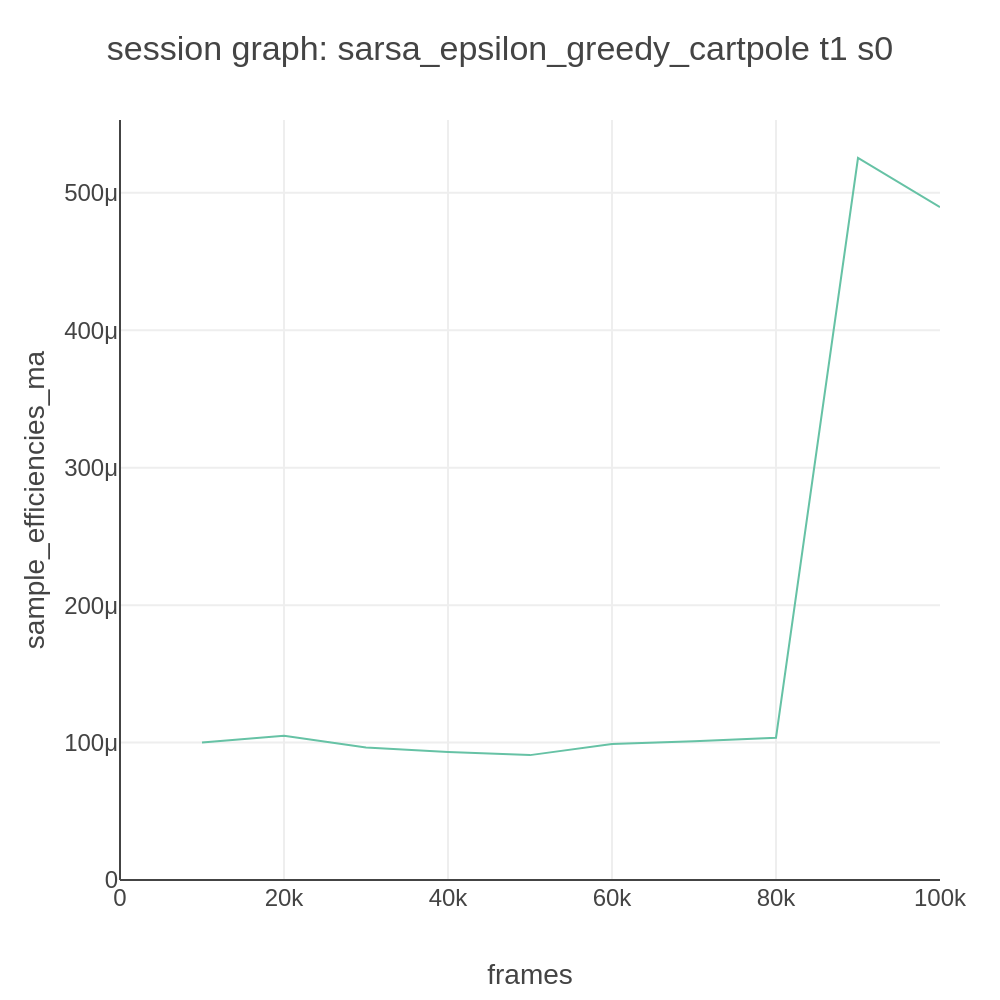 session graph: sarsa_epsilon_greedy_cartpole t1 s0
sample_efficiencies_ma
500μ
400μ
300μ
200μ
100μ
0
0 20k 40k 60k 80k 100k
frames